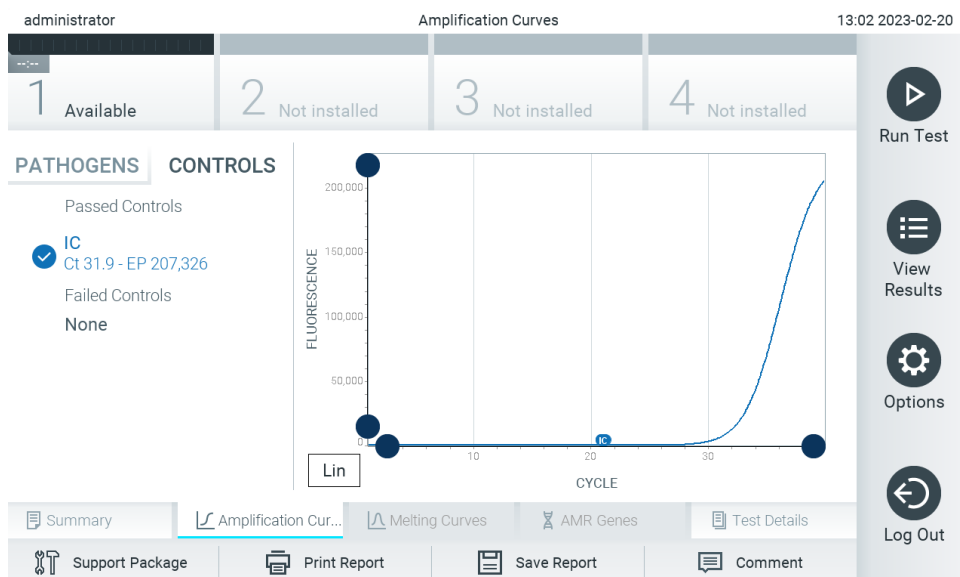 administrator
Amplification Curves
13:02 2023-02-20
--:--
1 Available
2 Not installed
3 Not installed
4 Not installed
Run Test
View
Results
Options
Log Out
PATHOGENS
CONTROLS
Passed Controls
IC
Ct 31.9 - EP 207,326
Failed Controls
None
FLUORESCENCE
200,000
150,000
100,000
50,000
0
IC
10
20
30
CYCLE
Lin
Summary
Amplification Cur...
Melting Curves
AMR Genes
Test Details
Support Package
Print Report
Save Report
Comment